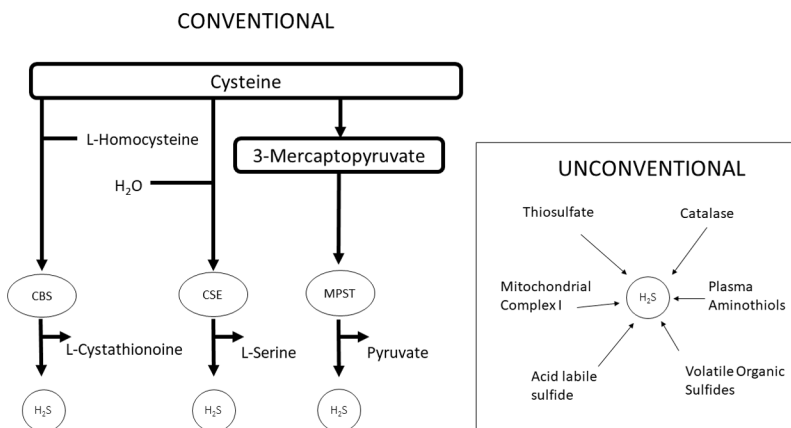 CONVENTIONAL
Cysteine
L-Homocysteine
3-Mercaptopyruvate
H₂O
CBS
CSE
MPST
L-Cystathionoine
L-Serine
Pyruvate
H₂S
H₂S
H₂S
UNCONVENTIONAL
Thiosulfate
Catalase
Mitochondrial
Complex I
H₂S
Plasma
Aminothiols
Acid labile
sulfide
Volatile Organic
Sulfides